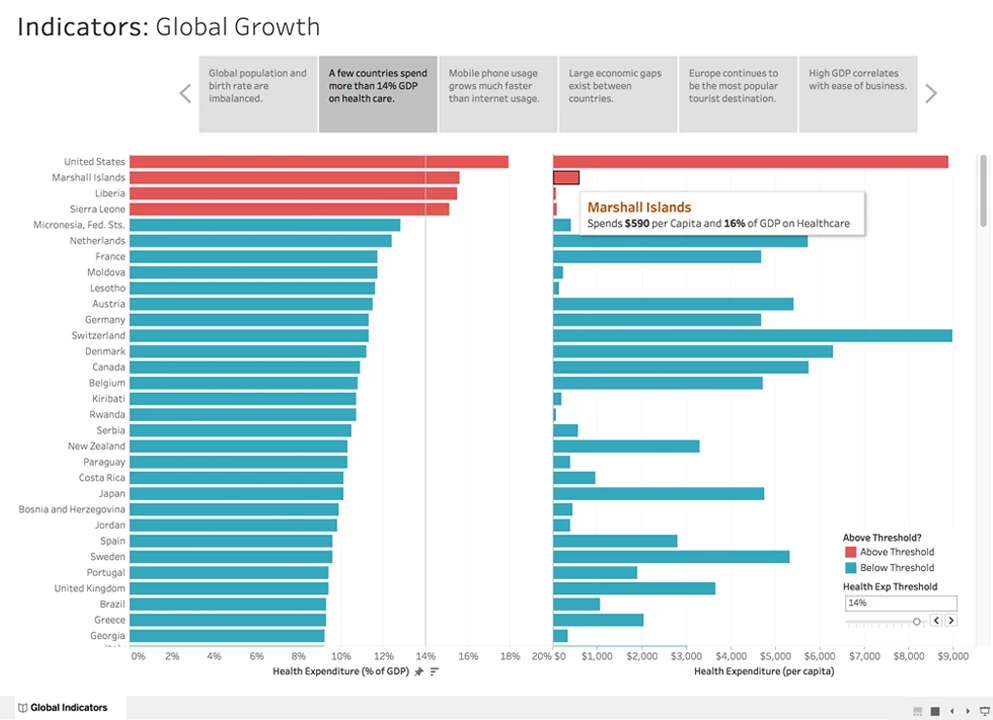 Indicators: Global Growth
Global population and
birth rate are
imbalanced.
A few countries spend
more than 14% GDP
on health care.
Mobile phone usage
grows much faster
than internet usage.
Large economic gaps
exist between
countries.
Europe continues to
be the most popular
tourist destination.
High GDP correlates
with ease of business.
United States
Marshall Islands
Liberia
Sierra Leone
Micronesia, Fed. Sts.
Netherlands
France
Moldova
Lesotho
Austria
Germany
Switzerland
Denmark
Canada
Belgium
Kiribati
Rwanda
Serbia
New Zealand
Paraguay
Costa Rica
Japan
Bosnia and Herzegovina
Jordan
Spain
Sweden
Portugal
United Kingdom
Brazil
Greece
Georgia
Marshall Islands
Spends $590 per Capita and 16% of GDP on Healthcare
Above Threshold?
Above Threshold
Below Threshold
Health Exp Threshold
14%
0% 2% 4% 6% 8% 10% 12% 14% 16% 18% 20%
Health Expenditure (% of GDP)
$0 $1,000 $2,000 $3,000 $4,000 $5,000 $6,000 $7,000 $8,000 $9,000
Health Expenditure (per capita)
Global Indicators